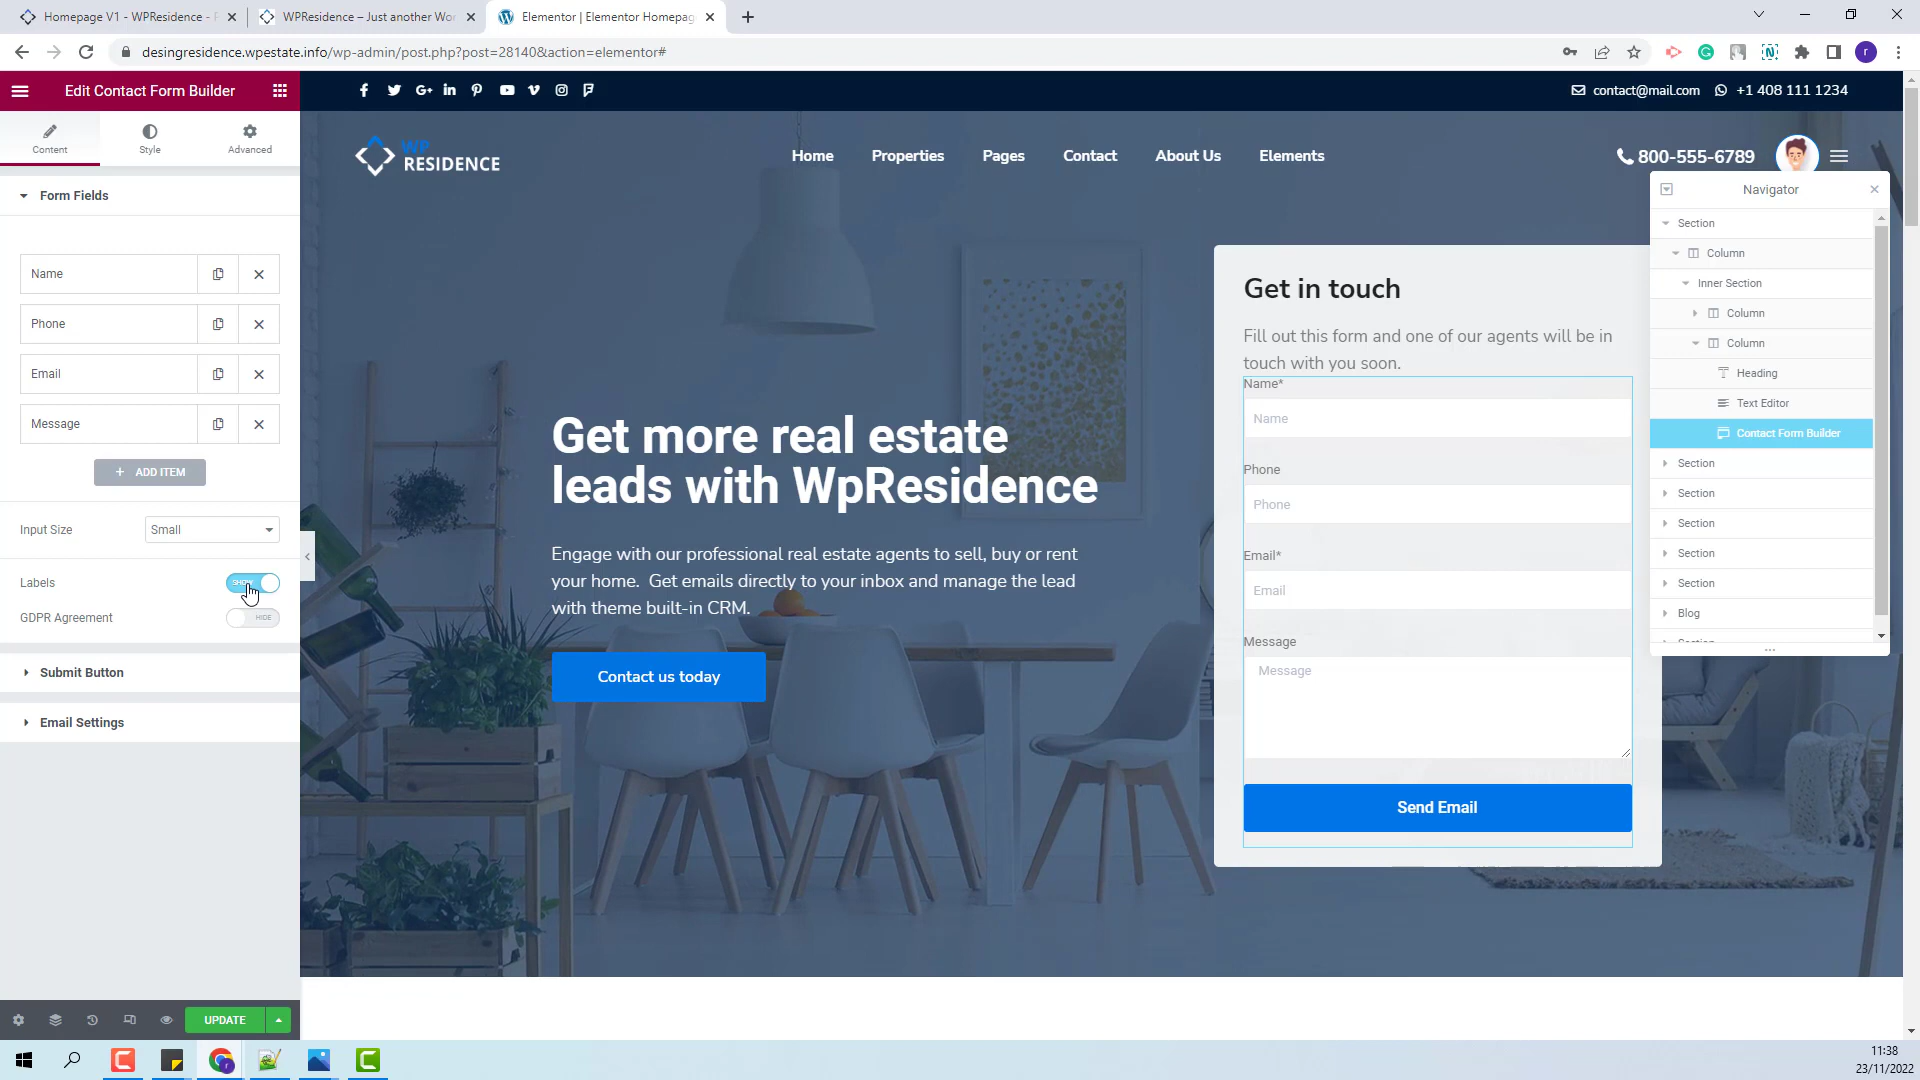 Homepage V1 - WPResidence -
WPResidence – Just another Wor
Elementor | Elementor Homepag
desingresidence.wpestate.info/wp-admin/post.php?post=28140&action=elementor#
r
Edit Contact Form Builder
contact@mail.com
+1 408 111 1234
Content
Style
Advanced
WP
RESIDENCE
Home
Properties
Pages
Contact
About Us
Elements
800-555-6789
Form Fields
Name
Phone
Email
Message
+ ADD ITEM
Input Size
Small
Labels
SHOW
GDPR Agreement
HIDE
Submit Button
Email Settings
UPDATE
Get more real estate
leads with WpResidence
Engage with our professional real estate agents to sell, buy or rent
your home. Get emails directly to your inbox and manage the lead
with theme built-in CRM.
Contact us today
Get in touch
Fill out this form and one of our agents will be in
touch with you soon.
Name*
Name
Phone
Phone
Email*
Email
Message
Message
Send Email
Navigator
Section
Column
Inner Section
Column
Column
Heading
Text Editor
Contact Form Builder
Section
Section
Section
Section
Section
Blog
11:38
23/11/2022